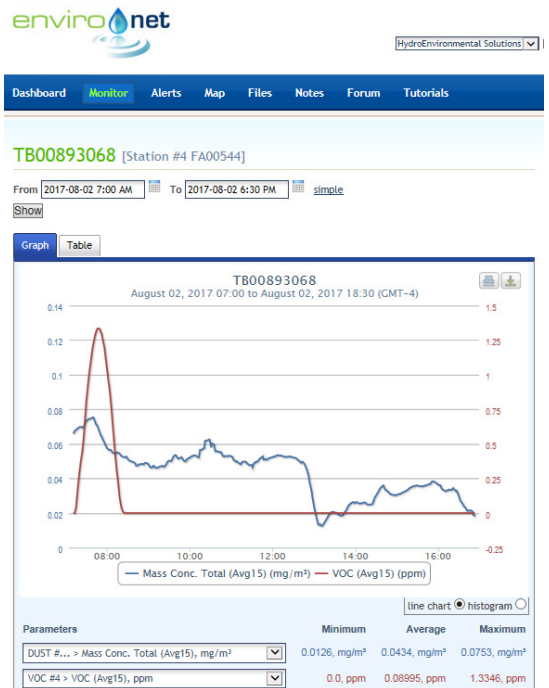 enviro net
HydroEnvironmental Solutions
Dashboard Monitor Alerts Map Files Notes Forum Tutorials
TB00893068 [Station #4 FA00544]
From 2017-08-02 7:00 AM To 2017-08-02 6:30 PM simple
Show
Graph Table
TB00893068
August 02, 2017 07:00 to August 02, 2017 18:30 (GMT-4)
0.14 1.5
0.12 1.25
0.1 1
0.08 0.75
0.06 0.5
0.04 0.25
0.02 0
0 -0.25
08:00 10:00 12:00 14:00 16:00
Mass Conc. Total (Avg15) (mg/m³) VOC (Avg15) (ppm)
line chart histogram
Parameters Minimum Average Maximum
DUST #... > Mass Conc. Total (Avg15), mg/m³ 0.0126, mg/m³ 0.0434, mg/m³ 0.0753, mg/m³
VOC #4 > VOC (Avg15), ppm 0.0, ppm 0.08995, ppm 1.3346, ppm